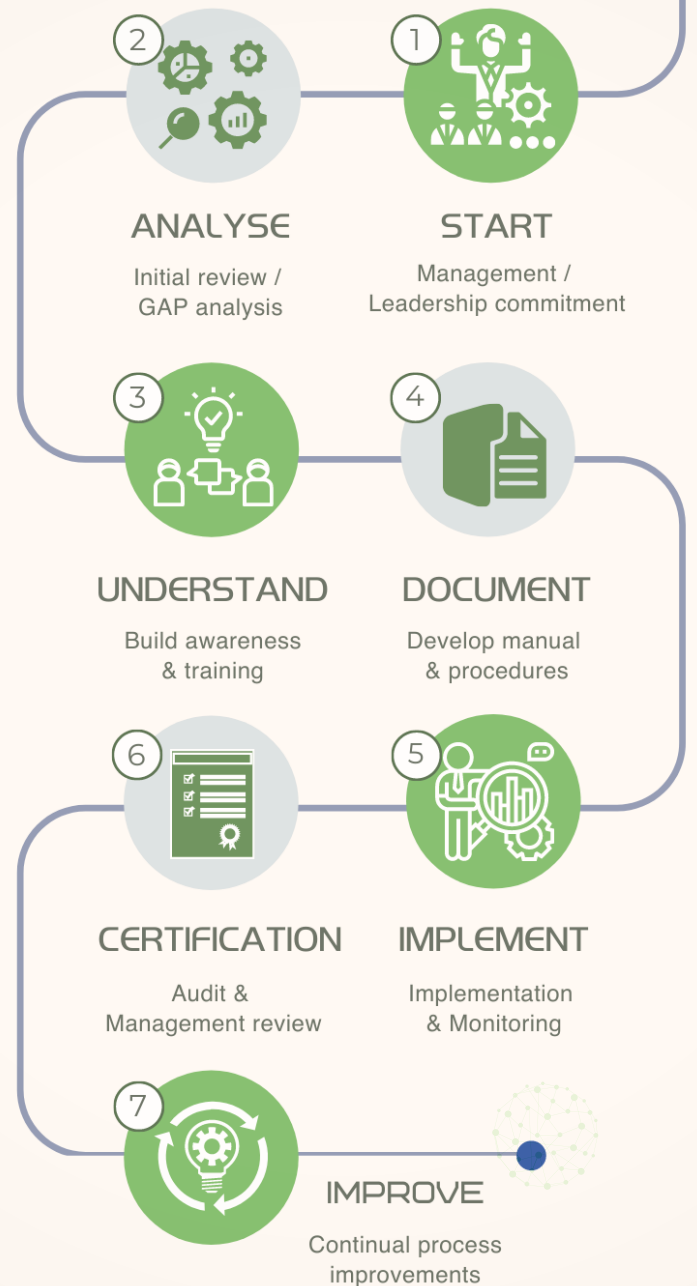 1
START
Management /
Leadership commitment
2
ANALYSE
Initial review /
GAP analysis
3
UNDERSTAND
Build awareness
& training
4
DOCUMENT
Develop manual
& procedures
5
IMPLEMENT
Implementation
& Monitoring
6
CERTIFICATION
Audit &
Management review
7
IMPROVE
Continual process
improvements